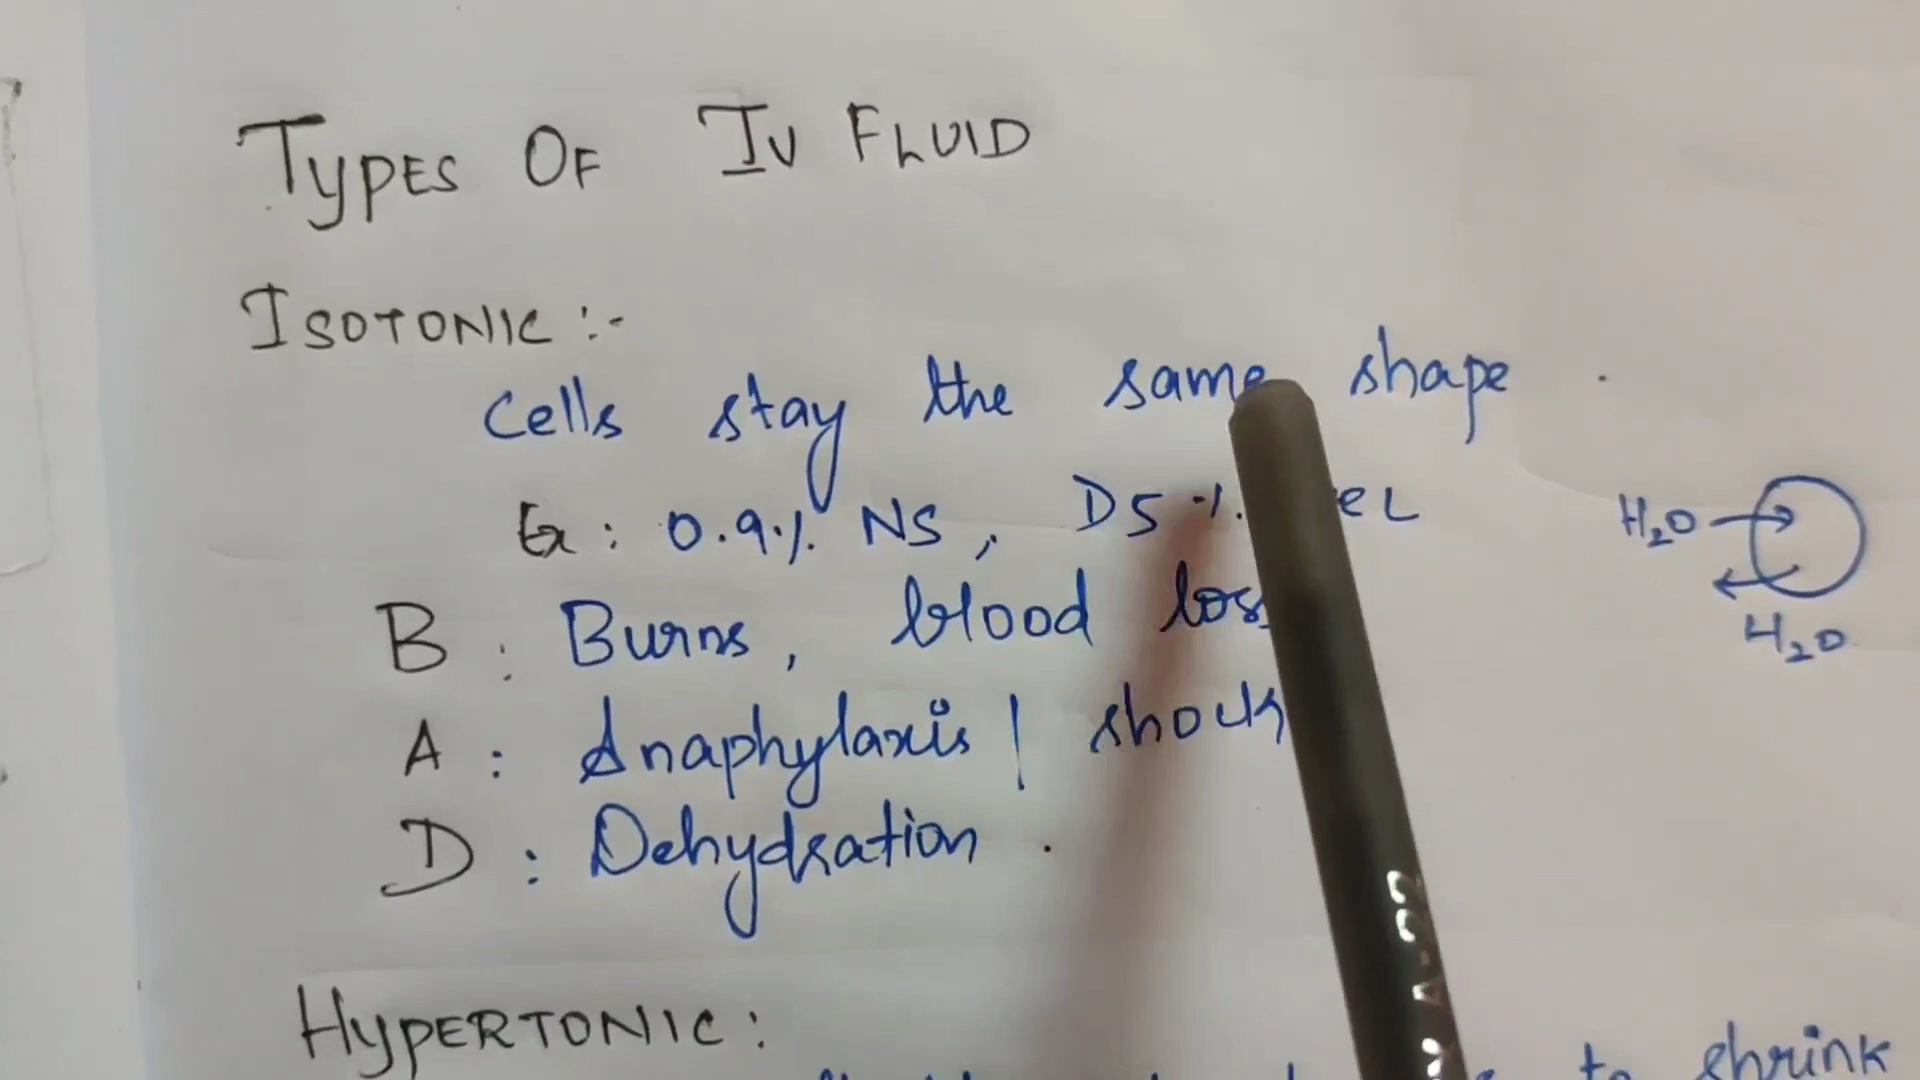 TYPES OF IV FLUID
ISOTONIC :-
Cells stay the same shape .
Ex : 0.9% NS , D5 %.
H2O
B : Burns , blood
H2O
A : Anaphylaxis | shock
D : Dehydration .
HYPERTONIC :
to shrink